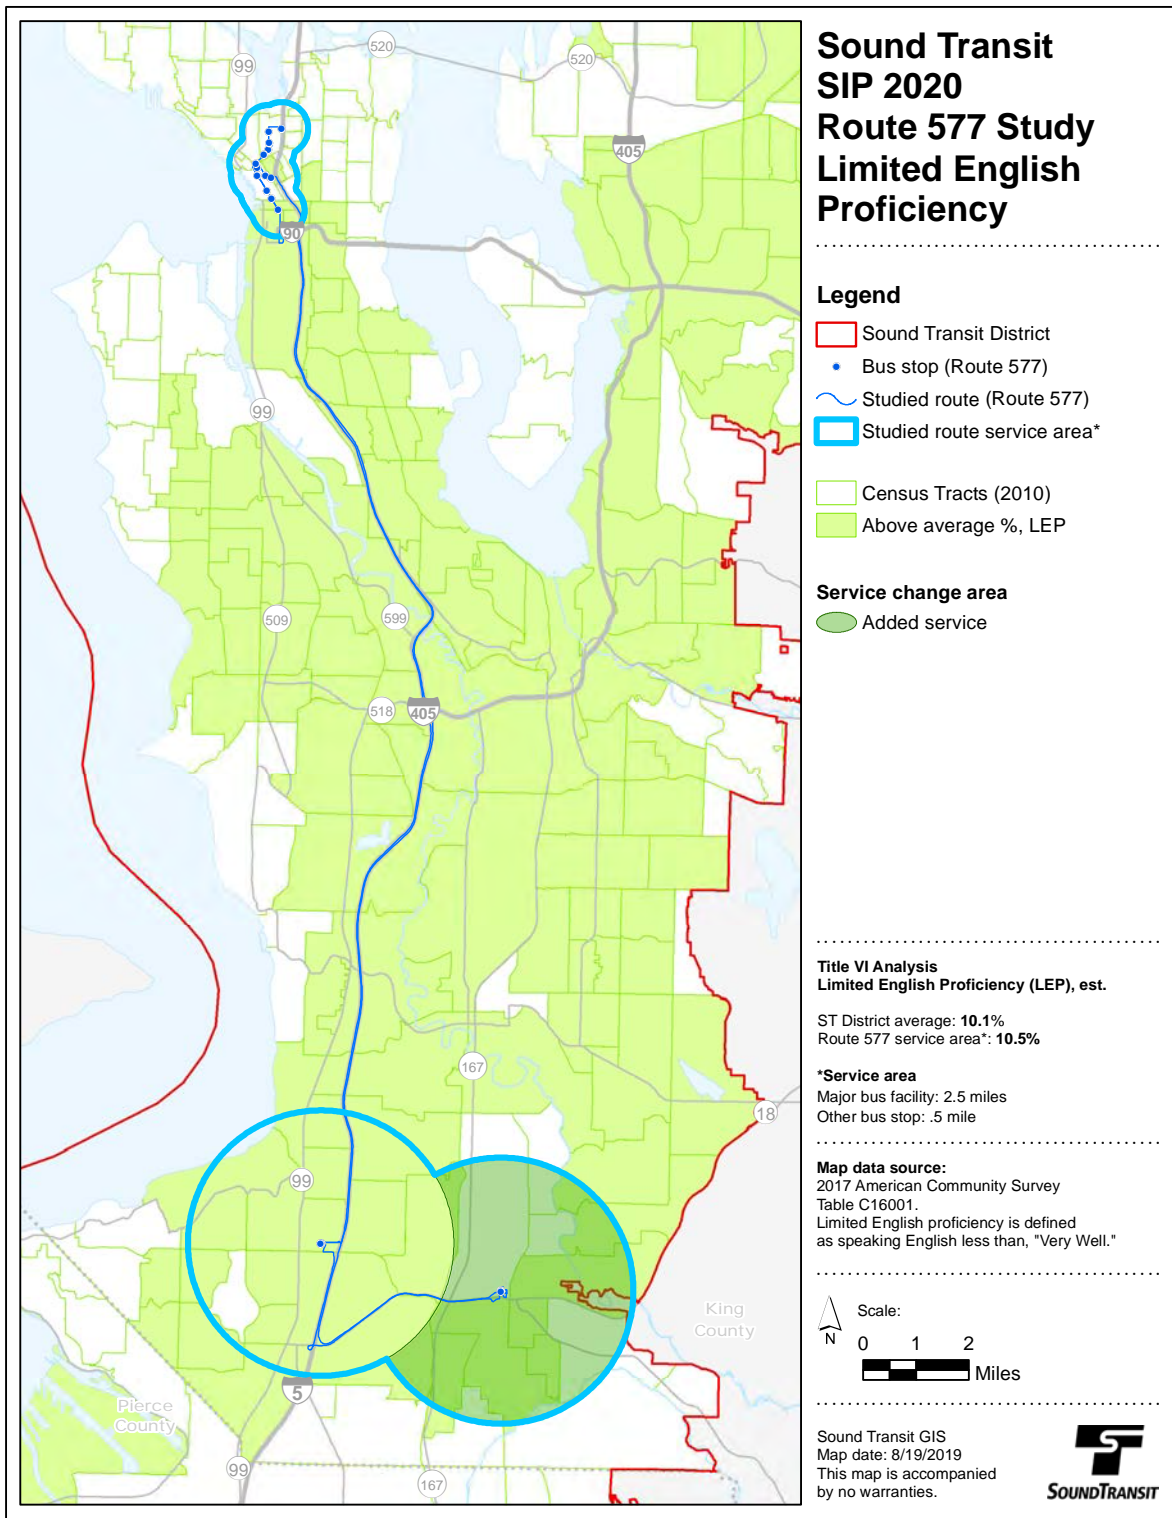 Sound Transit
SIP 2020
Route 577 Study
Limited English
Proficiency
Legend
Sound Transit District
Bus stop (Route 577)
Studied route (Route 577)
Studied route service area*
Census Tracts (2010)
Above average %, LEP
Service change area
Added service
Title VI Analysis
Limited English Proficiency (LEP), est.
ST District average: 10.1%
Route 577 service area*: 10.5%
*Service area
Major bus facility: 2.5 miles
Other bus stop: .5 mile
Map data source:
2017 American Community Survey
Table C16001.
Limited English proficiency is defined
as speaking English less than, "Very Well."
N
Scale:
0 1 2
Miles
Sound Transit GIS
Map date: 8/19/2019
This map is accompanied
by no warranties.
SOUNDTRANSIT
520
99
520
405
90
99
509
599
518
405
167
18
99
King
County
5
Pierce
County
99
167